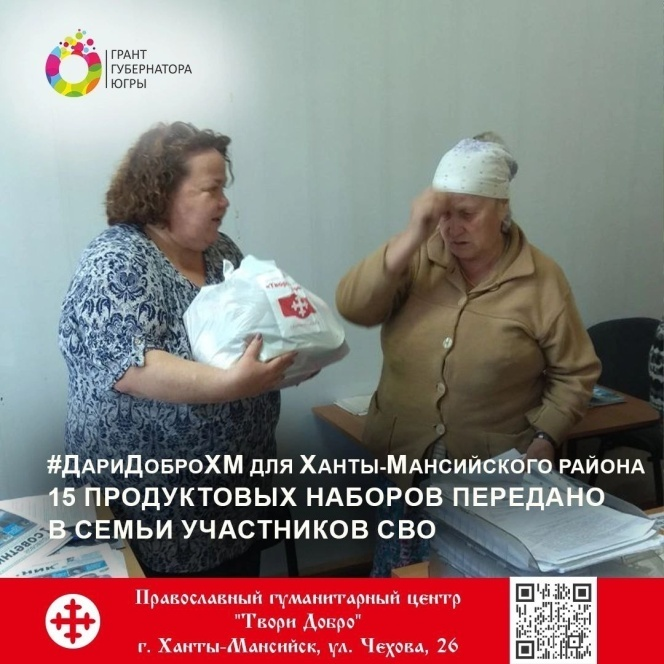 ГРАНТ
ГУБЕРНАТОРА
ЮГРЫ
#ДариДоброХМ для Ханты-Мансийского района
15 ПРОДУКТОВЫХ НАБОРОВ ПЕРЕДАНО
В СЕМЬИ УЧАСТНИКОВ СВО
Православный гуманитарный центр
"Твори Добро"
г. Ханты-Мансийск, ул. Чехова, 26